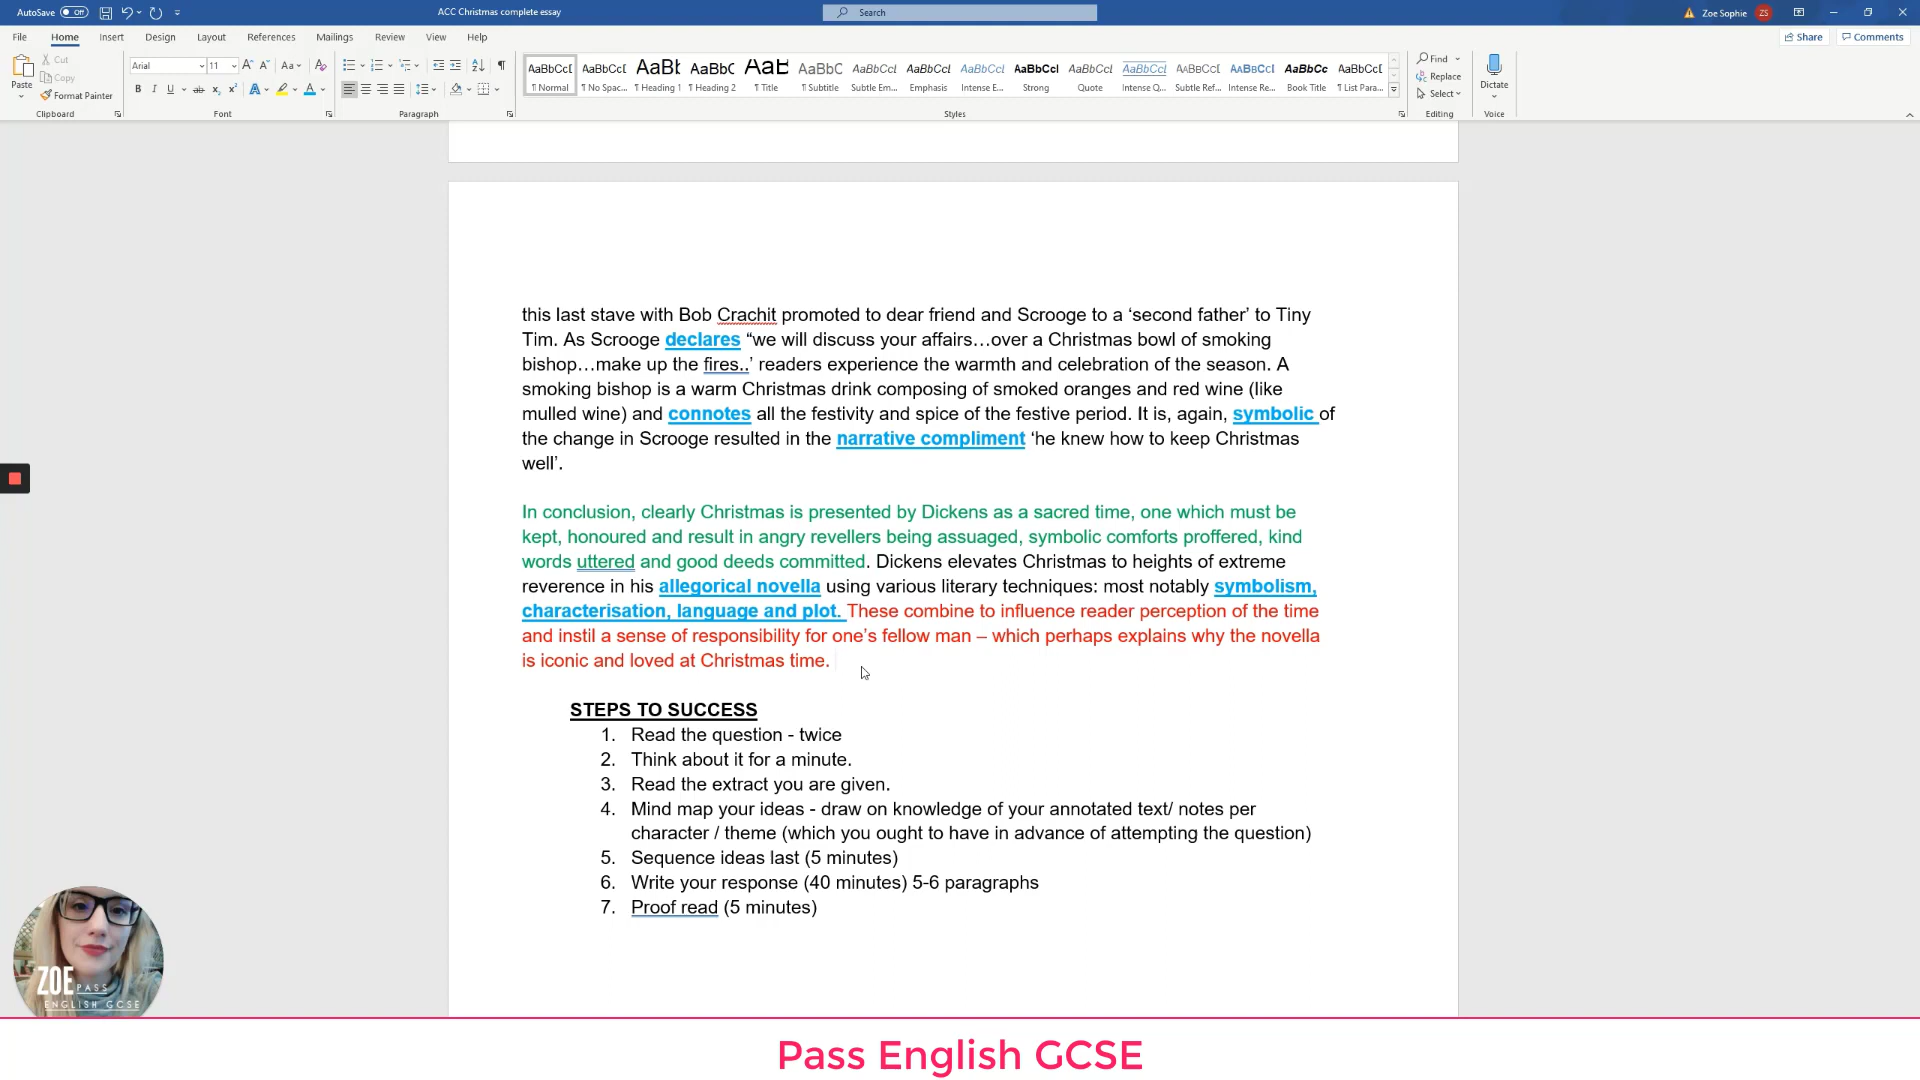 AutoSave Off ACC Christmas complete essay Search Zoe Sophie ZS
File Home Insert Design Layout References Mailings Review View Help Share Comments
Paste Cut Copy Format Painter
Arial 11
AaBbCcD AaBbCcD AaBb AaBbC AaB AaBbC AaBbCcI AaBbCcI AaBbCcI AaBbCcI AaBbCcI AaBbCcI AaBbCcD AaBbCcI AaBbCc AaBbCcD
¶ Normal ¶ No Spac... ¶ Heading 1 ¶ Heading 2 ¶ Title ¶ Subtitle Subtle Em... Emphasis Intense E... Strong Quote Intense Q... Subtle Ref... Intense Re... Book Title ¶ List Para...
Find Replace Select Dictate
Clipboard Font Paragraph Styles Editing Voice
this last stave with Bob Crachit promoted to dear friend and Scrooge to a ‘second father’ to Tiny
Tim. As Scrooge declares “we will discuss your affairs…over a Christmas bowl of smoking
bishop…make up the fires..’ readers experience the warmth and celebration of the season. A
smoking bishop is a warm Christmas drink composing of smoked oranges and red wine (like
mulled wine) and connotes all the festivity and spice of the festive period. It is, again, symbolic of
the change in Scrooge resulted in the narrative compliment ‘he knew how to keep Christmas
well’.
In conclusion, clearly Christmas is presented by Dickens as a sacred time, one which must be
kept, honoured and result in angry revellers being assuaged, symbolic comforts proffered, kind
words uttered and good deeds committed. Dickens elevates Christmas to heights of extreme
reverence in his allegorical novella using various literary techniques: most notably symbolism,
characterisation, language and plot. These combine to influence reader perception of the time
and instil a sense of responsibility for one’s fellow man – which perhaps explains why the novella
is iconic and loved at Christmas time.
STEPS TO SUCCESS
1. Read the question - twice
2. Think about it for a minute.
3. Read the extract you are given.
4. Mind map your ideas - draw on knowledge of your annotated text/ notes per
character / theme (which you ought to have in advance of attempting the question)
5. Sequence ideas last (5 minutes)
6. Write your response (40 minutes) 5-6 paragraphs
7. Proof read (5 minutes)
ZOE PASS
ENGLISH GCSE
Pass English GCSE